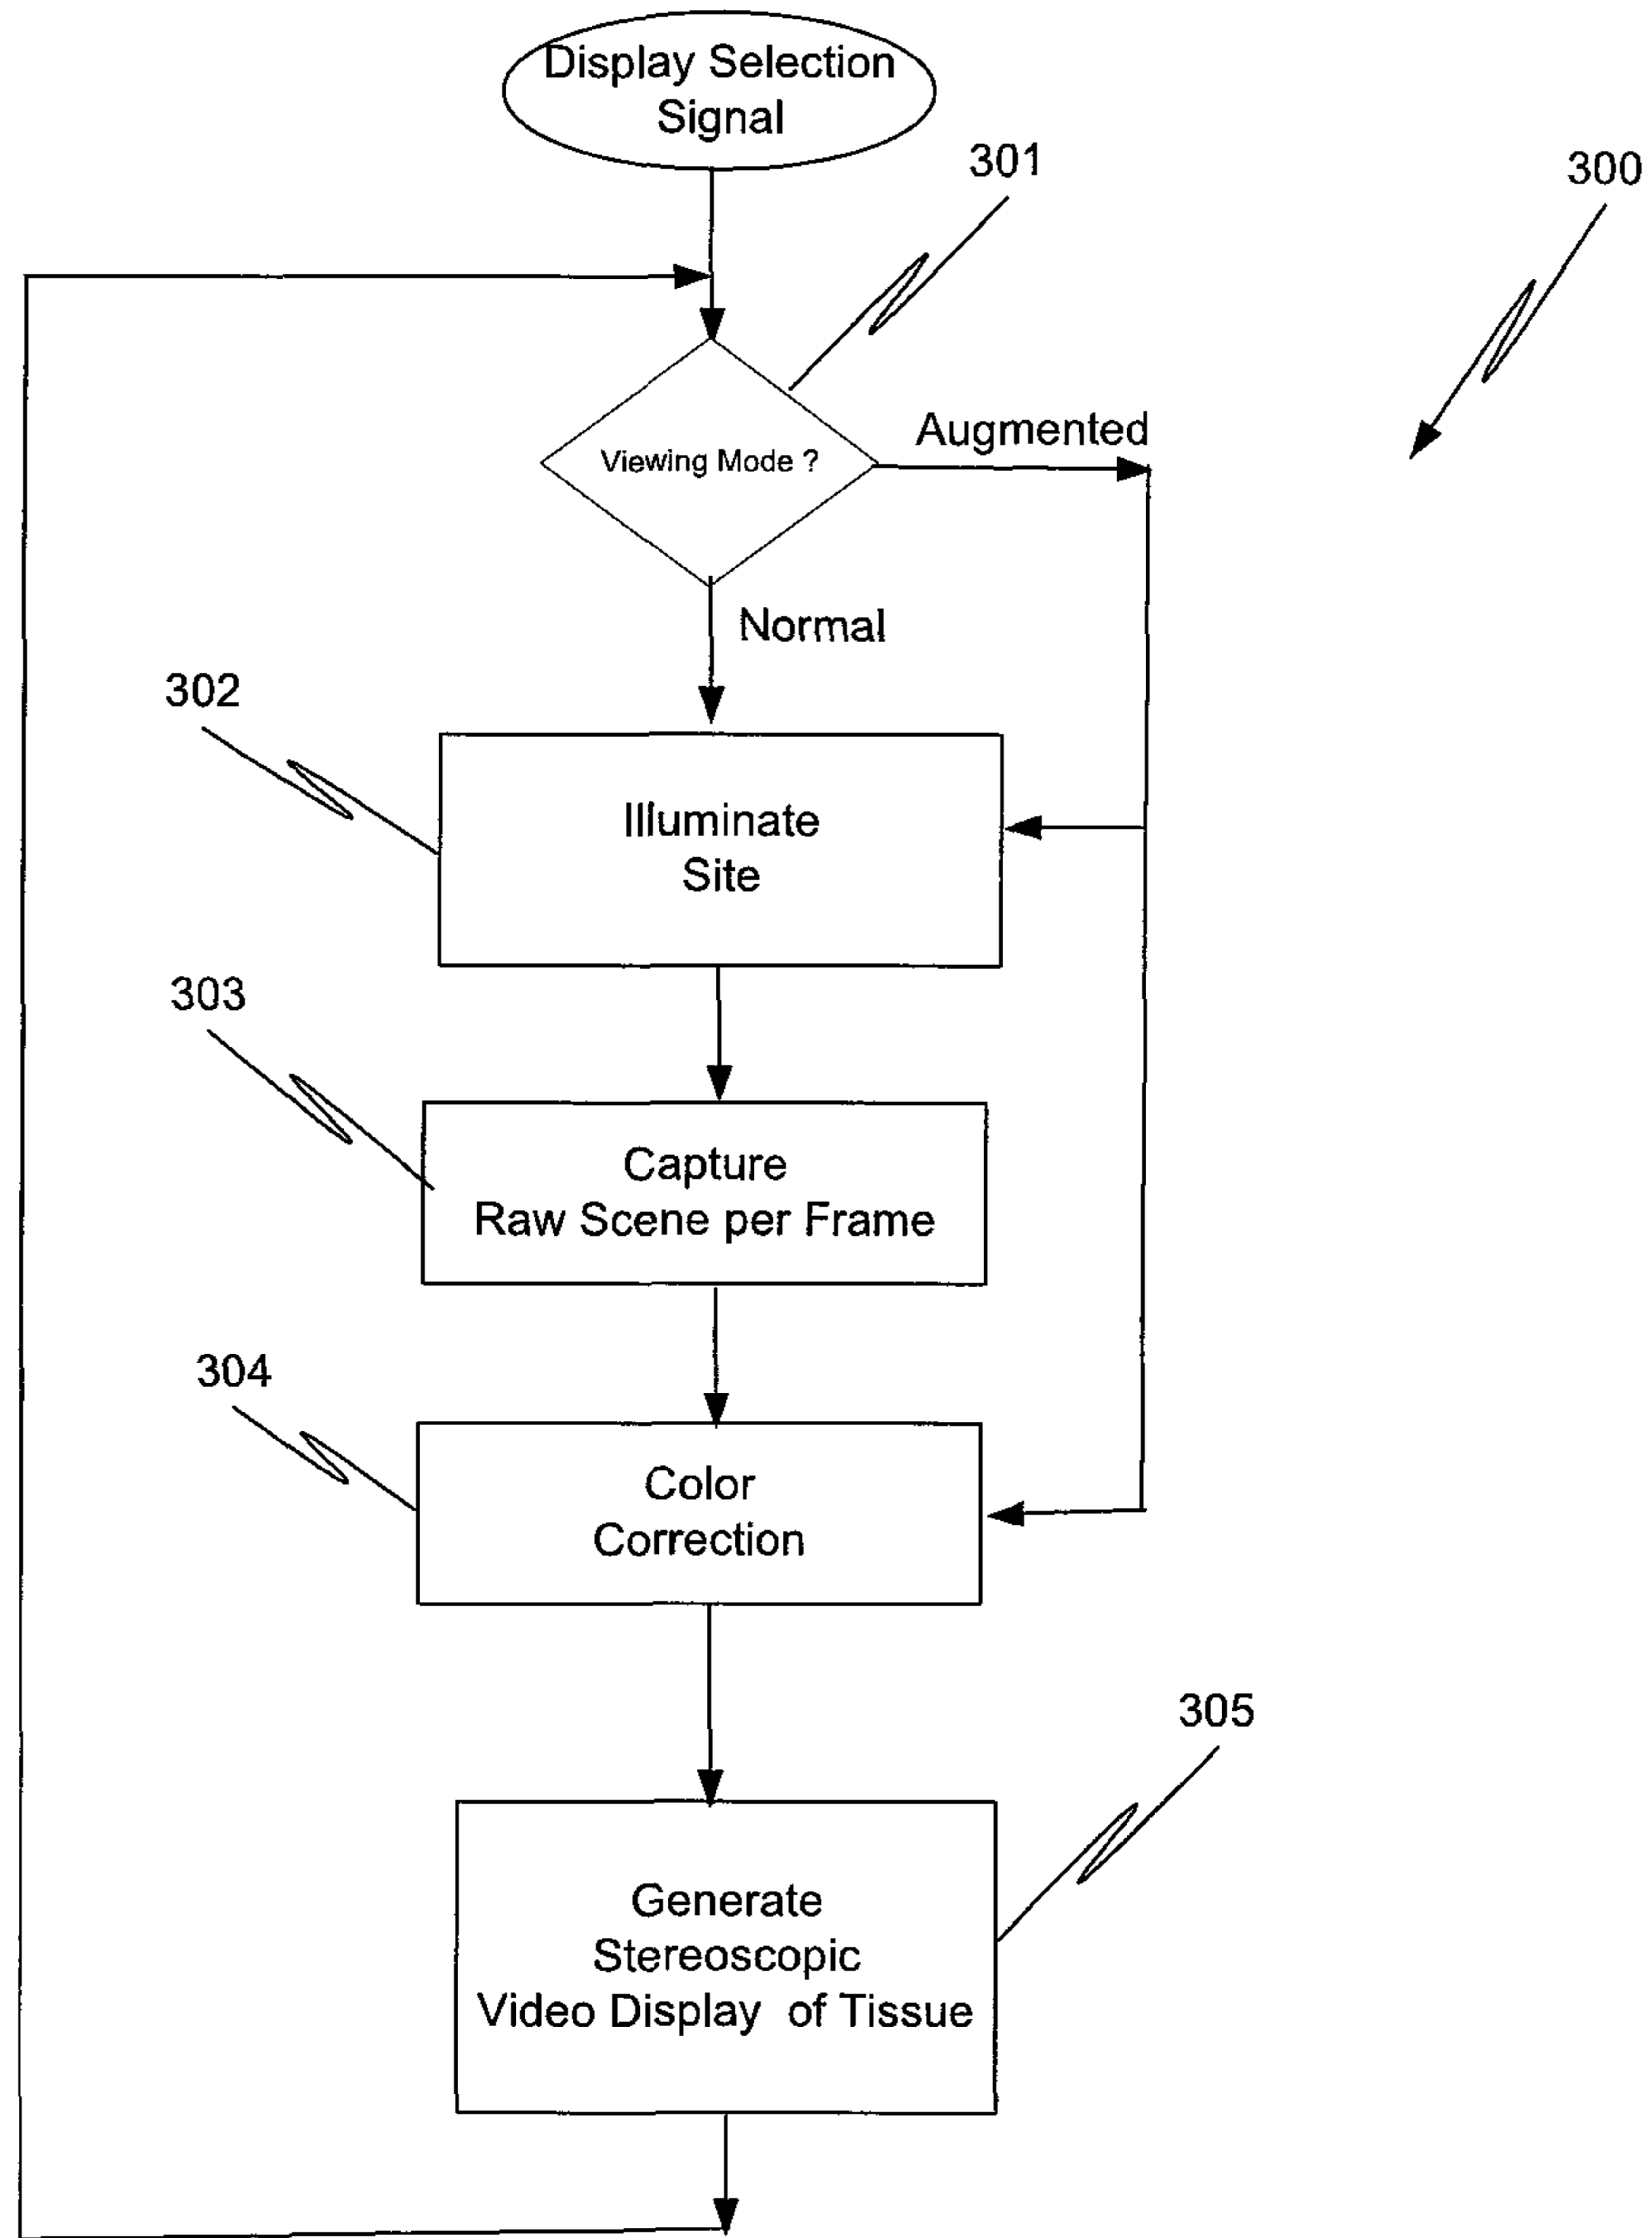 Display Selection
Signal
301
300
Viewing Mode ?
Augmented
Normal
302
Illuminate
Site
303
Capture
Raw Scene per Frame
304
Color
Correction
305
Generate
Stereoscopic
Video Display of Tissue